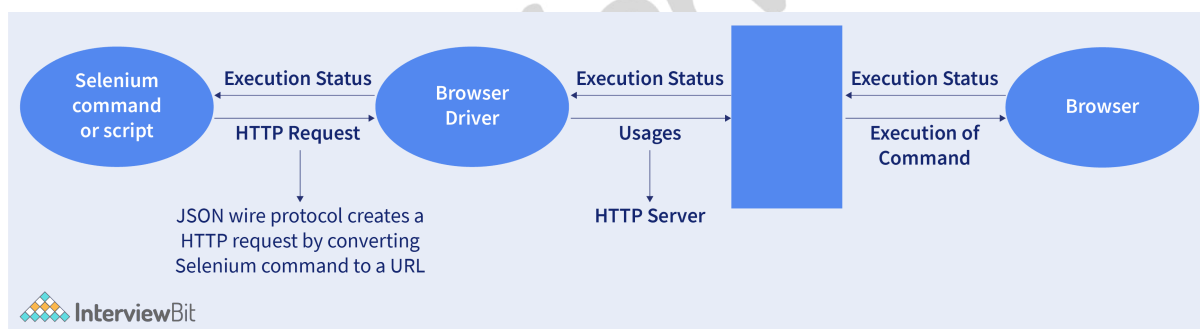 Selenium
command
or script
Execution Status
HTTP Request
JSON wire protocol creates a
HTTP request by converting
Selenium command to a URL
Browser
Driver
Execution Status
Usages
HTTP Server
Execution Status
Execution of
Command
Browser
InterviewBit